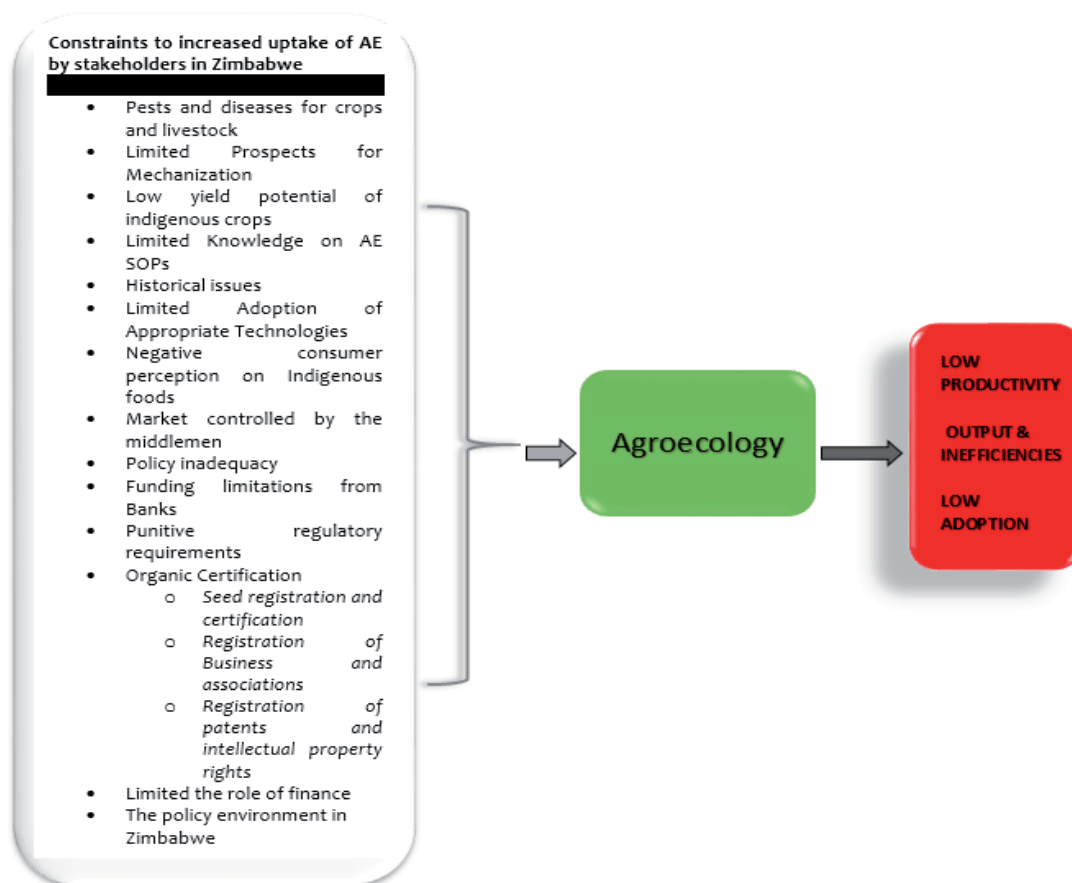 Constraints to increased uptake of AE
by stakeholders in Zimbabwe
• Pests and diseases for crops
and livestock
• Limited Prospects for
Mechanization
• Low yield potential of
indigenous crops
• Limited Knowledge on AE
SOPs
• Historical issues
• Limited Adoption of
Appropriate Technologies
• Negative consumer
perception on Indigenous
foods
• Market controlled by the
middlemen
• Policy inadequacy
• Funding limitations from
Banks
• Punitive regulatory
requirements
• Organic Certification
o Seed registration and
certification
o Registration of
Business and
associations
o Registration of
patents and
intellectual property
rights
• Limited the role of finance
• The policy environment in
Zimbabwe
Agroecology
LOW
PRODUCTIVITY
OUTPUT &
INEFFICIENCIES
LOW
ADOPTION